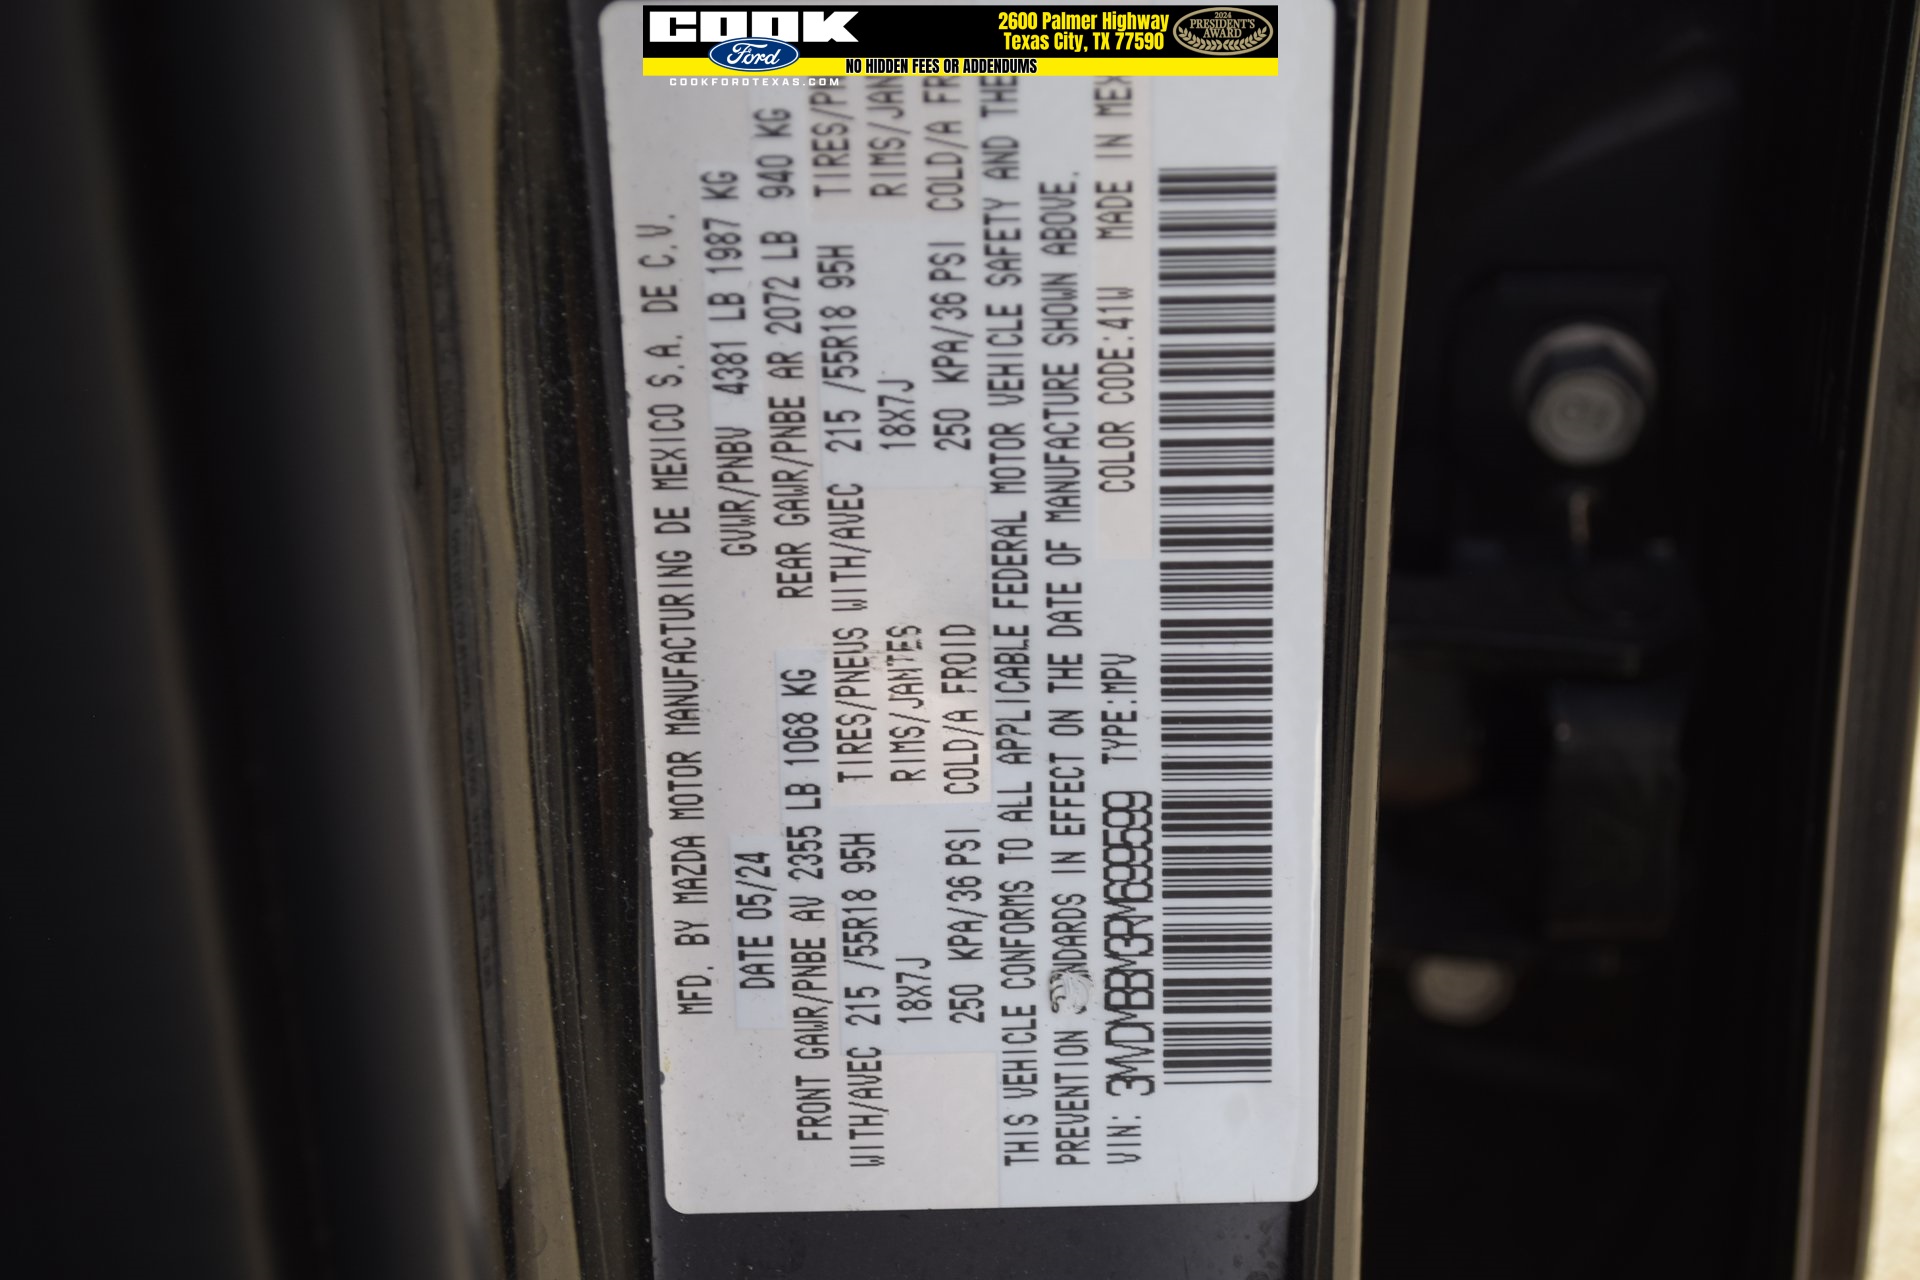 COOK
Ford
COOKFORDTEXAS.COM
2600 Palmer Highway
Texas City, TX 77590
2024
PRESIDENT'S
AWARD
NO HIDDEN FEES OR ADDENDUMS
MFD. BY MAZDA MOTOR MANUFACTURING DE MEXICO S.A. DE C.V.
DATE 05/24 GVWR/PNBV 4381 LB 1987 KG
FRONT GAWR/PNBE AV 2355 LB 1068 KG REAR GAWR/PNBE AR 2072 LB 940 KG
WITH/AVEC 215 /55R18 95H TIRES/PNEUS WITH/AVEC 215 /55R18 95H
18X7J RIMS/JANTES 18X7J
250 KPA/36 PSI COLD/A FROID 250 KPA/36 PSI COLD/A
THIS VEHICLE CONFORMS TO ALL APPLICABLE FEDERAL MOTOR VEHICLE SAFETY AND THE
PREVENTION IN EFFECT ON THE DATE OF MANUFACTURE SHOWN ABOVE.
VIN: 3MVDMBBM3RM699599 TYPE:MPV COLOR CODE:41W MADE IN